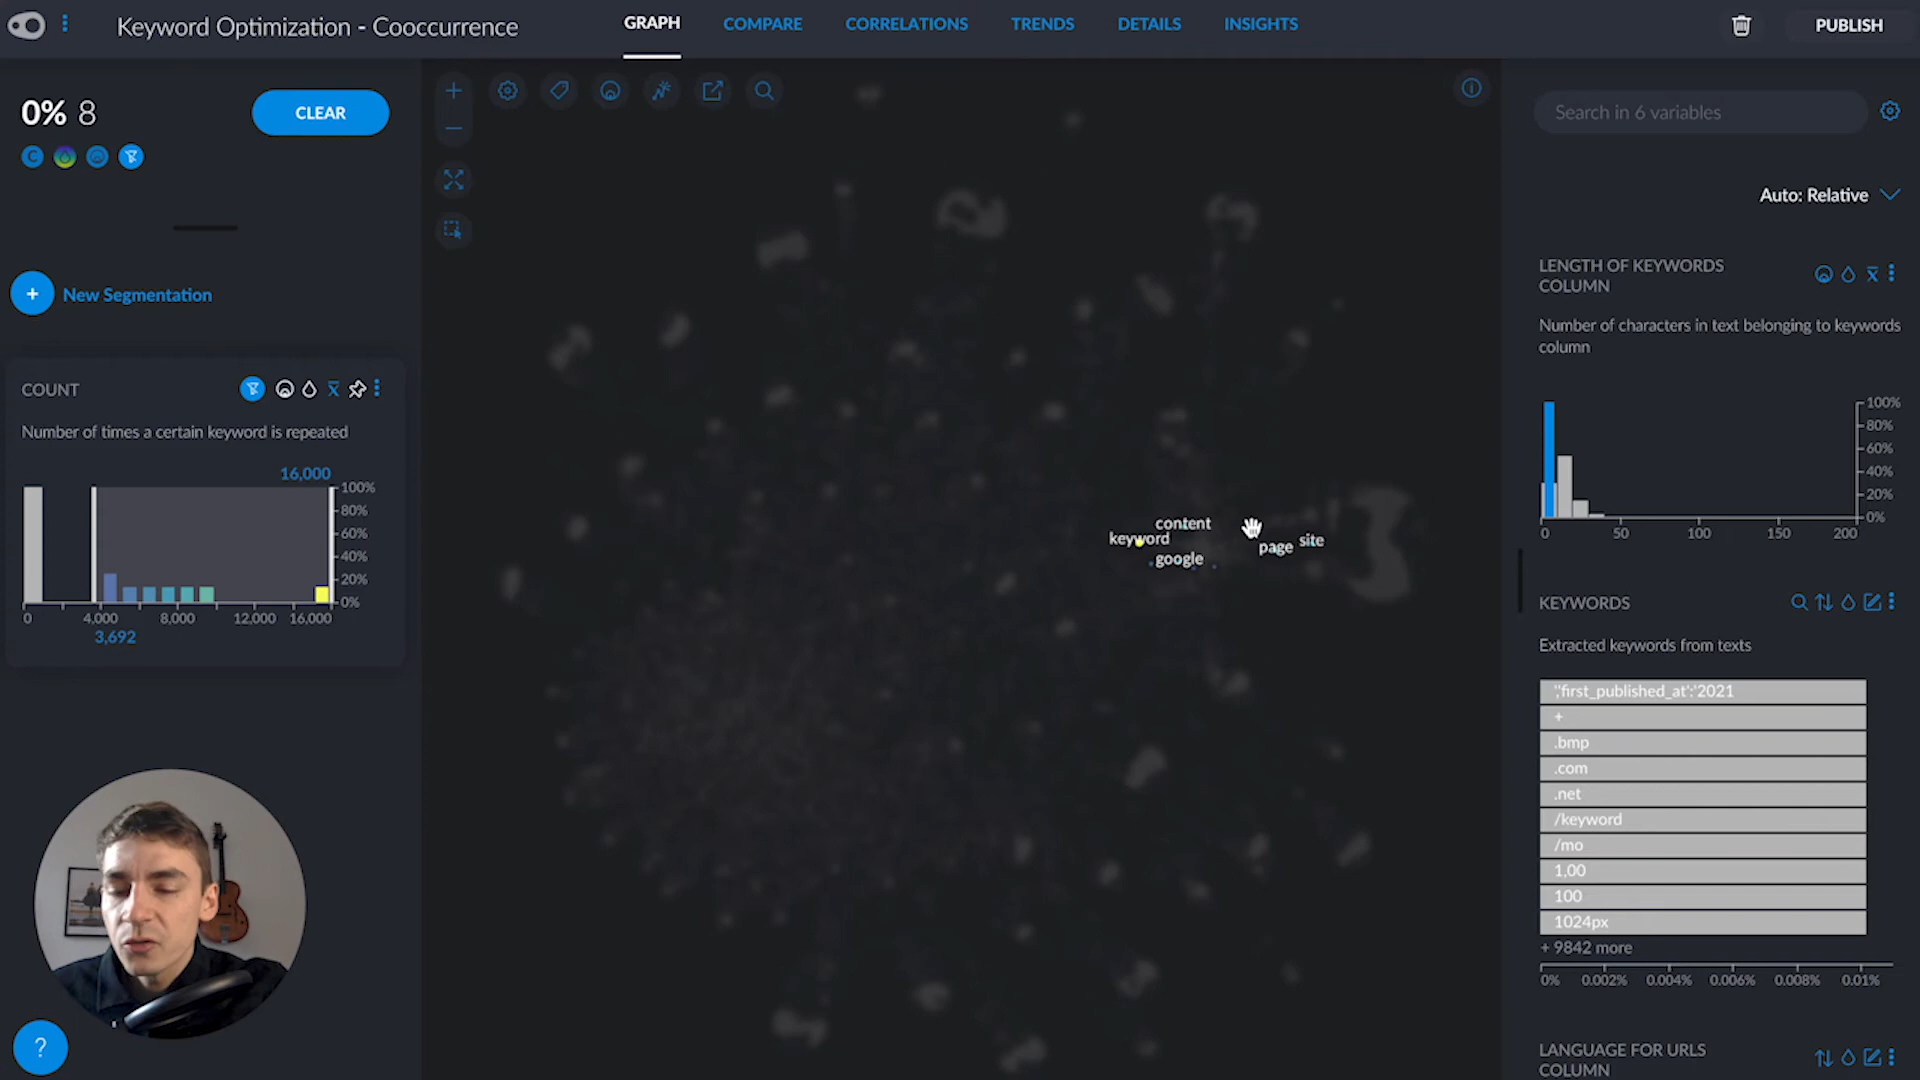 Keyword Optimization - Cooccurrence
GRAPH
COMPARE
CORRELATIONS
TRENDS
DETAILS
INSIGHTS
PUBLISH
0% 8
CLEAR
C
New Segmentation
COUNT
Number of times a certain keyword is repeated
16,000
100%
80%
60%
40%
20%
0%
0
4,000
8,000
12,000
16,000
3,692
?
content
keyword
google
page
site
Search in 6 variables
Auto: Relative
LENGTH OF KEYWORDS
COLUMN
Number of characters in text belonging to keywords
column
100%
80%
60%
40%
20%
0%
0
50
100
150
200
KEYWORDS
Extracted keywords from texts
','first_published_at':'2021
+
.bmp
.com
.net
/keyword
/mo
1,00
100
1024px
+ 9842 more
0%
0.002%
0.004%
0.006%
0.008%
0.01%
LANGUAGE FOR URLS
COLUMN